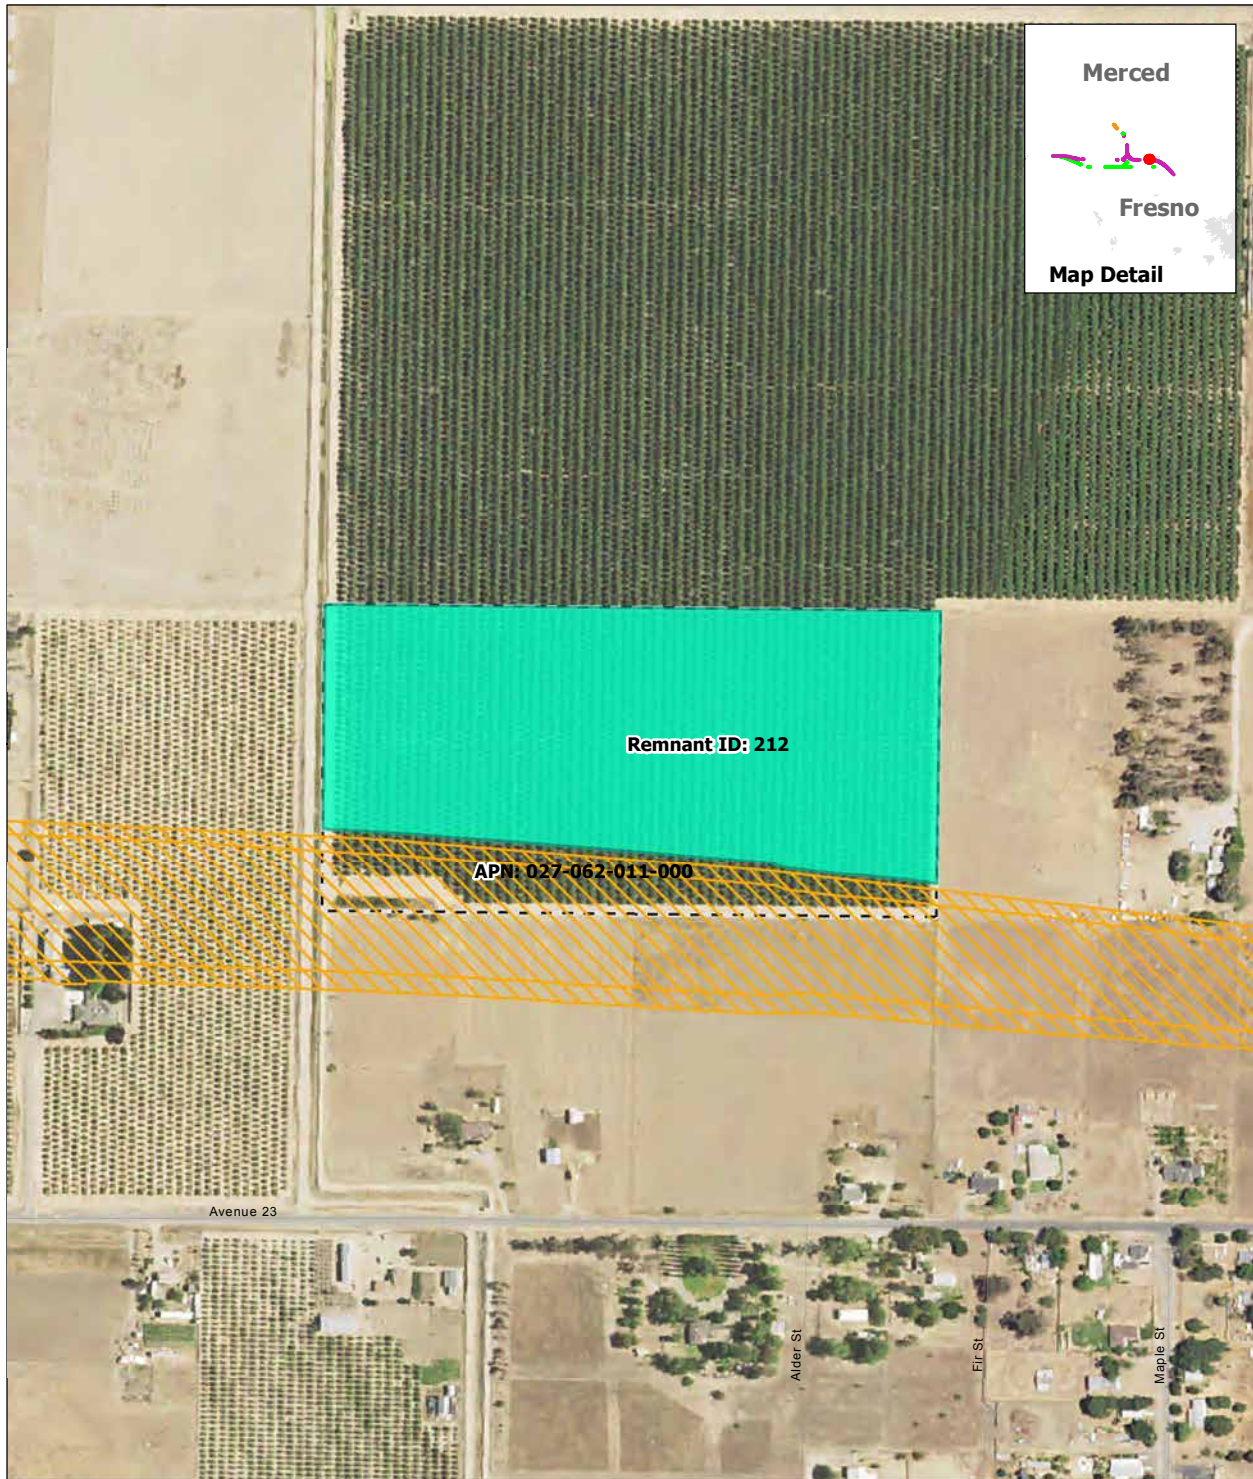 Merced
Fresno
Map Detail
Remnant ID: 212
APN: 027-062-011-000
Avenue 23
Alder St
Fir St
Maple St